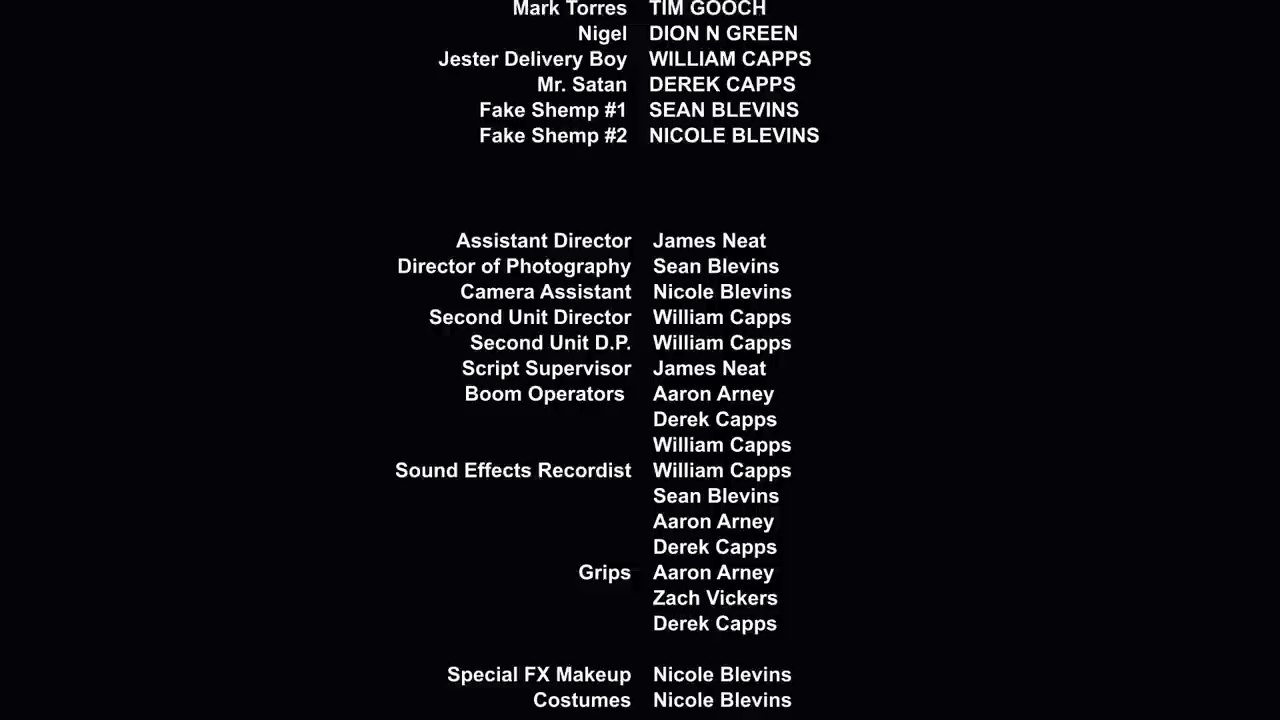 Mark Torres TIM GOOCH
Nigel DION N GREEN
Jester Delivery Boy WILLIAM CAPPS
Mr. Satan DEREK CAPPS
Fake Shemp #1 SEAN BLEVINS
Fake Shemp #2 NICOLE BLEVINS
Assistant Director James Neat
Director of Photography Sean Blevins
Camera Assistant Nicole Blevins
Second Unit Director William Capps
Second Unit D.P. William Capps
Script Supervisor James Neat
Boom Operators Aaron Arney
Derek Capps
William Capps
Sound Effects Recordist William Capps
Sean Blevins
Aaron Arney
Derek Capps
Grips Aaron Arney
Zach Vickers
Derek Capps
Special FX Makeup Nicole Blevins
Costumes Nicole Blevins